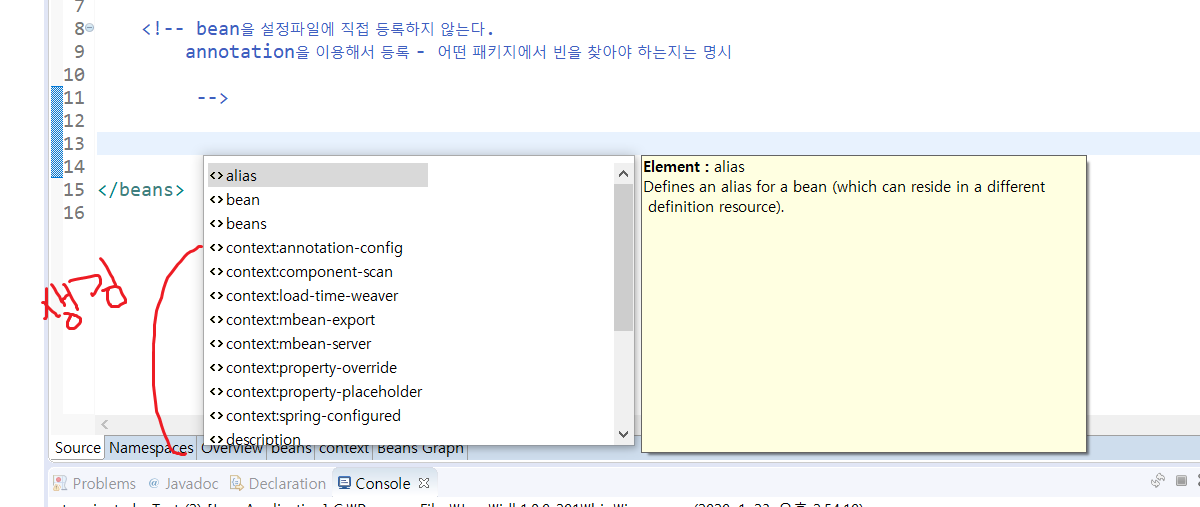 7
8 <!-- bean을 설정파일에 직접 등록하지 않는다.
9 annotation을 이용해서 등록 - 어떤 패키지에서 빈을 찾아야 하는지는 명시
10
11 -->
12
13
14
15 </beans>
16
<> alias
<> bean
<> beans
<> context:annotation-config
<> context:component-scan
<> context:load-time-weaver
<> context:mbean-export
<> context:mbean-server
<> context:property-override
<> context:property-placeholder
<> context:spring-configured
<> description
Element : alias
Defines an alias for a bean (which can reside in a different
definition resource).
생김
Source Namespaces Overview beans context Beans Graph
Problems @ Javadoc Declaration Console